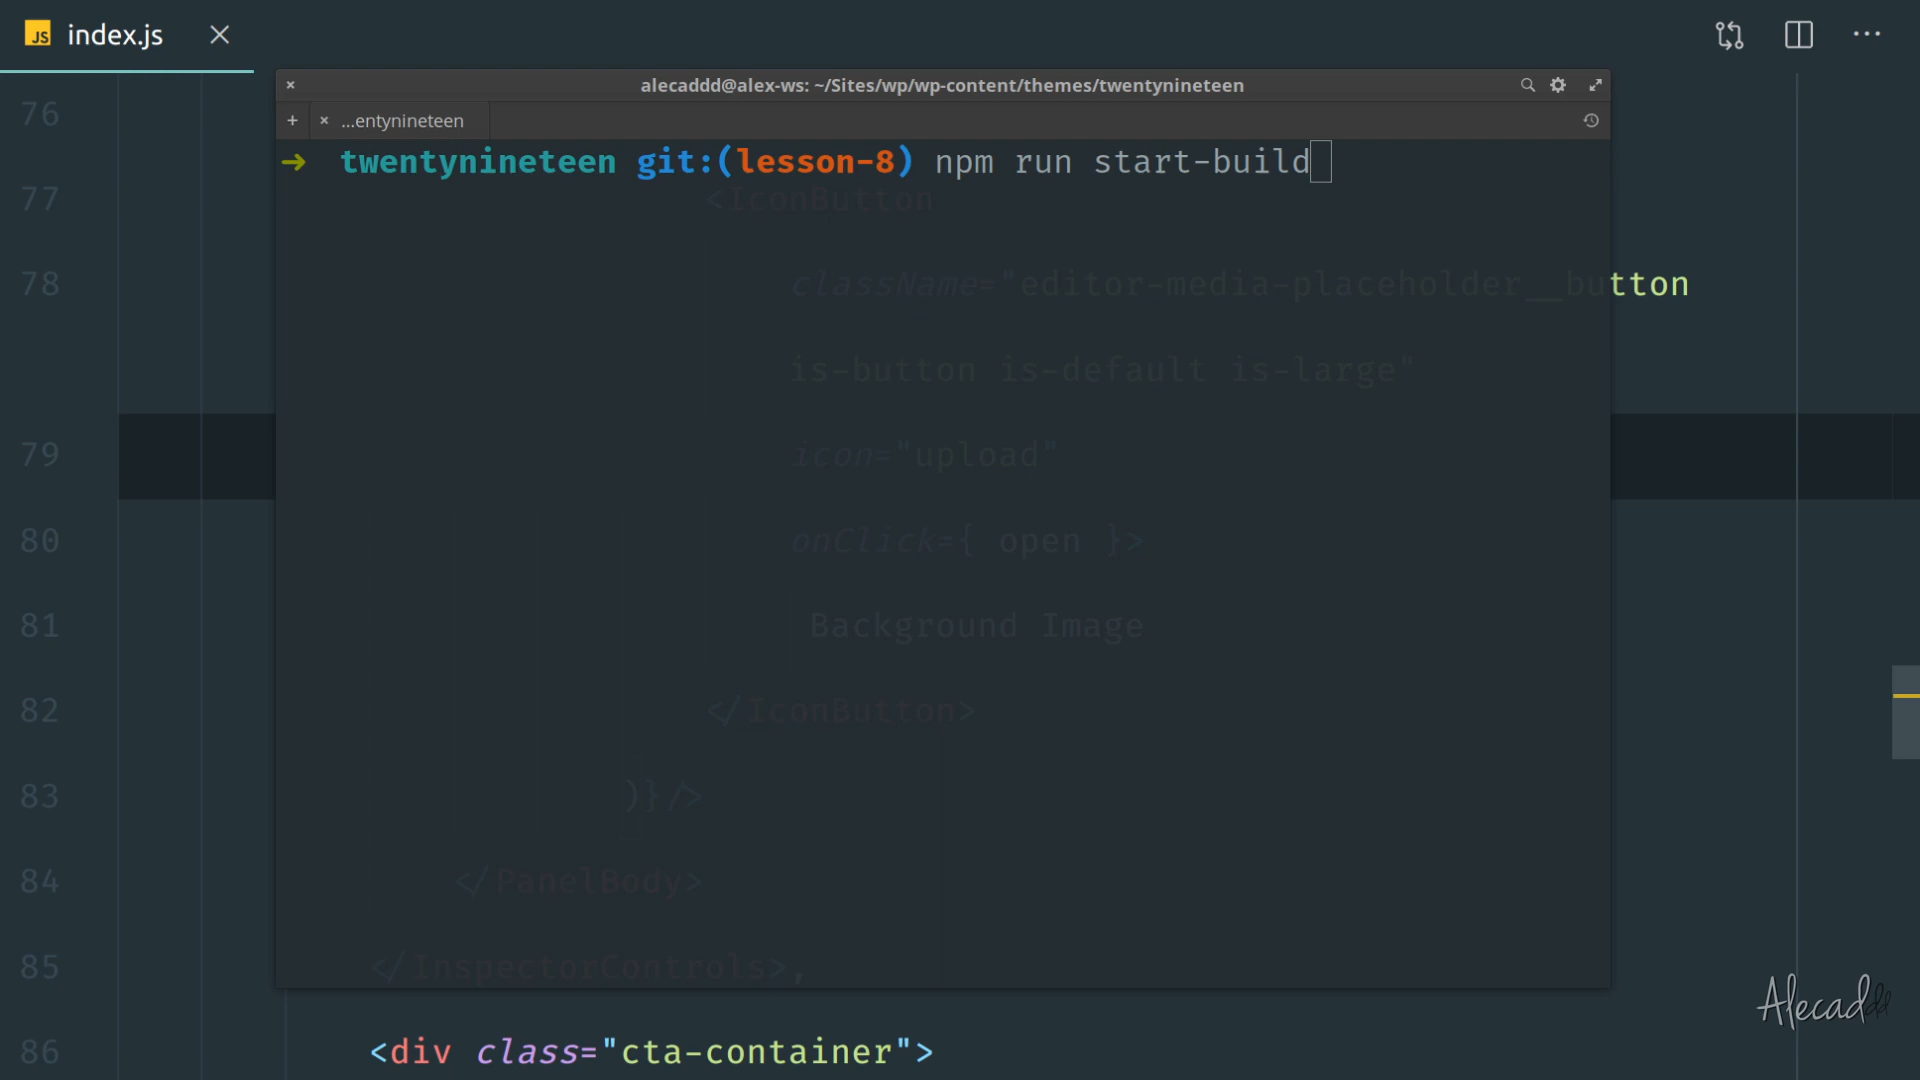 JS index.js
alecaddd@alex-ws: ~/Sites/wp/wp-content/themes/twentynineteen
...entynineteen
→ twentynineteen git:(lesson-8) npm run start-build
76
77 <IconButton
78 className="editor-media-placeholder__button
is-button is-default is-large"
79 icon="upload"
80 onClick={ open }>
81 Background Image
82 </IconButton>
83 )}/>
84 </PanelBody>
85 </InspectorControls>,
86 <div class="cta-container">
Alecaddd